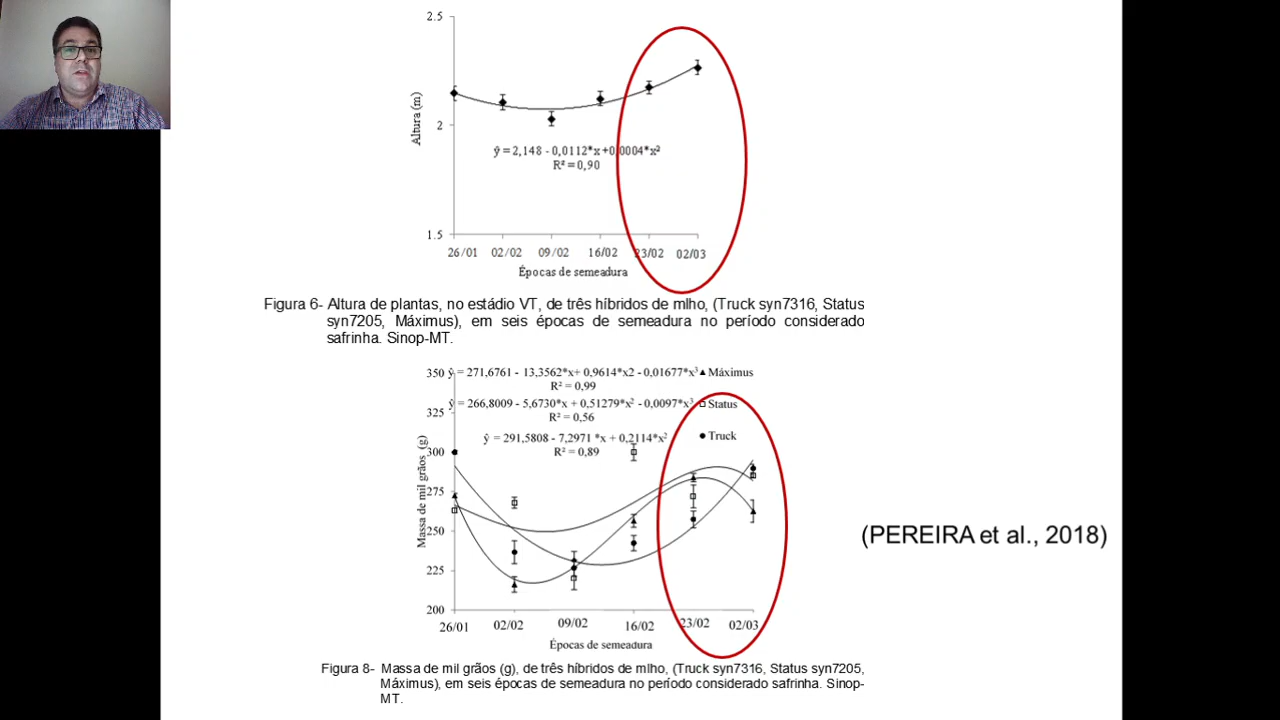 2.5
2
1.5
Altura (m)
ŷ = 2,148 - 0,0112*x+0,0004*x²
R² = 0,90
26/01 02/02 09/02 16/02 23/02 02/03
Épocas de semeadura
Figura 6- Altura de plantas, no estádio VT, de três híbridos de mlho, (Truck syn7316, Status
syn7205, Máximus), em seis épocas de semeadura no período considerado
safrinha. Sinop-MT.
350
325
300
275
250
225
200
Massa de mil grãos (g)
ŷ = 271,6761 - 13,3562*x+ 0,9614*x2 - 0,01677*x³
R² = 0,99
ŷ = 266,8009 - 5,6730*x + 0,51279*x² - 0,0097*x³
R² = 0,56
ŷ = 291,5808 - 7,2971 *x + 0,2114*x²
R² = 0,89
Máximus
Status
Truck
26/01 02/02 09/02 16/02 23/02 02/03
Épocas de semeadura
(PEREIRA et al., 2018)
Figura 8- Massa de mil grãos (g), de três híbridos de mlho, (Truck syn7316, Status syn7205,
Máximus), em seis épocas de semeadura no período considerado safrinha. Sinop-
MT.